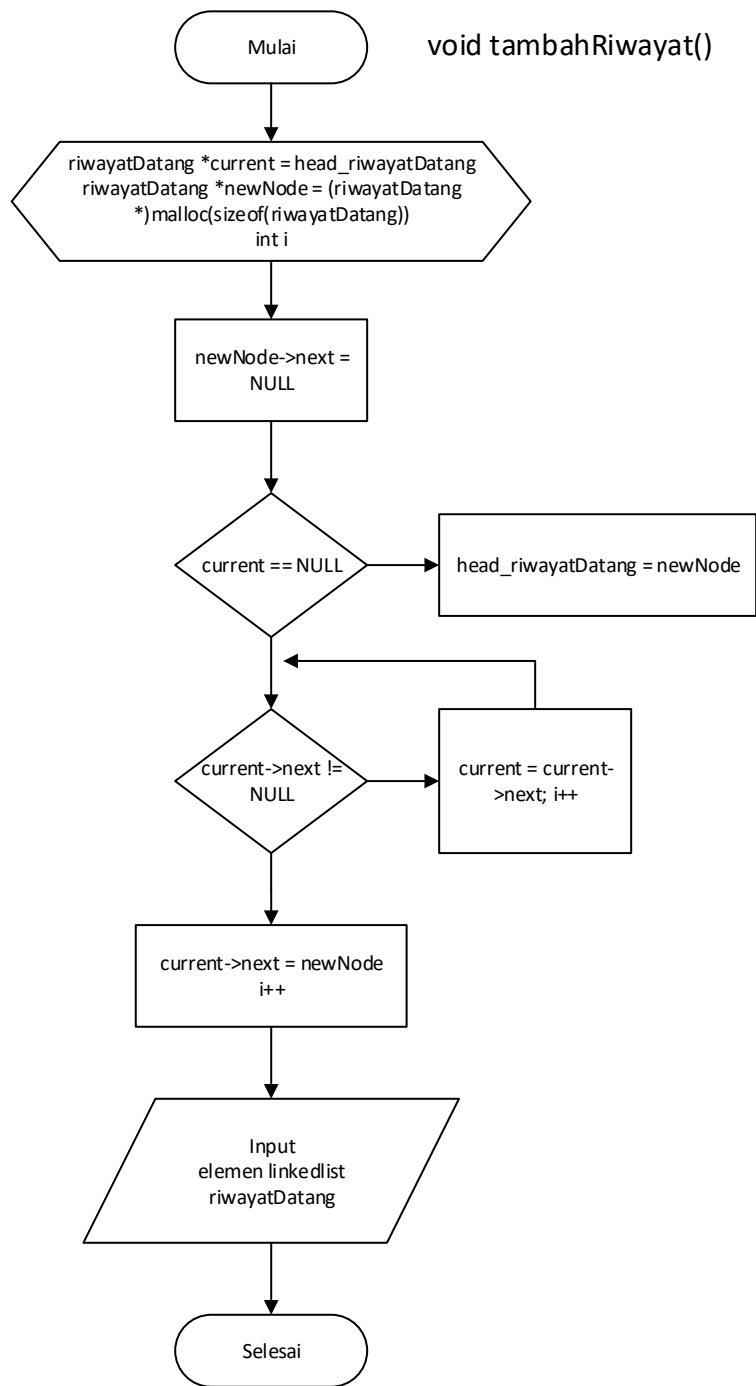 Mulai
void tambahRiwayat()
riwayatDatang *current = head_riwayatDatang
riwayatDatang *newNode = (riwayatDatang
*)malloc(sizeof(riwayatDatang))
int i
newNode->next =
NULL
current == NULL
head_riwayatDatang = newNode
current->next !=
NULL
current = current-
>next; i++
current->next = newNode
i++
Input
elemen linkedlist
riwayatDatang
Selesai